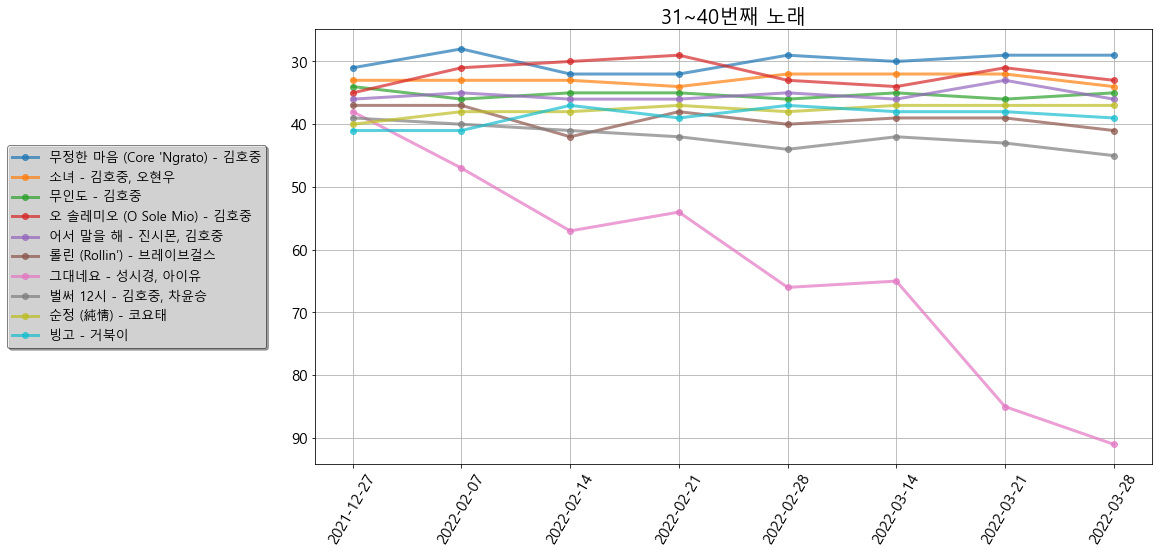 31~40번째 노래
30
40
50
60
70
80
90
무정한 마음 (Core 'Ngrato) - 김호중
소녀 - 김호중, 오현우
무인도 - 김호중
오 솔레미오 (O Sole Mio) - 김호중
어서 말을 해 - 진시몬, 김호중
롤린 (Rollin') - 브레이브걸스
그대네요 - 성시경, 아이유
벌써 12시 - 김호중, 차윤승
순정 (純情) - 코요태
빙고 - 거북이
2021-12-27
2022-02-07
2022-02-14
2022-02-21
2022-02-28
2022-03-14
2022-03-21
2022-03-28